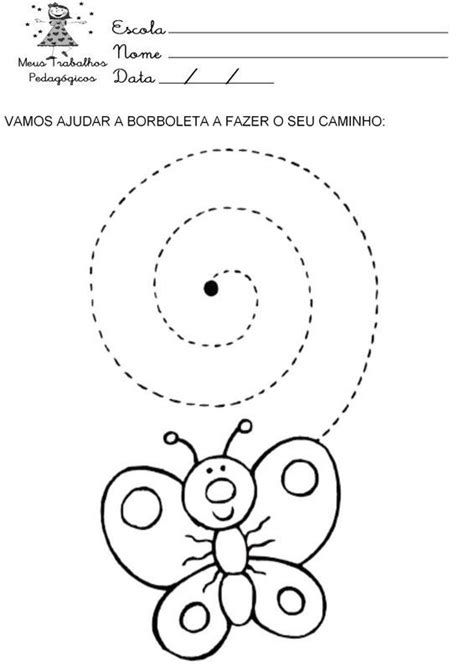 Escola
Nome
Meus Trabalhos
Pedagógicos
Data / /
VAMOS AJUDAR A BORBOLETA A FAZER O SEU CAMINHO: